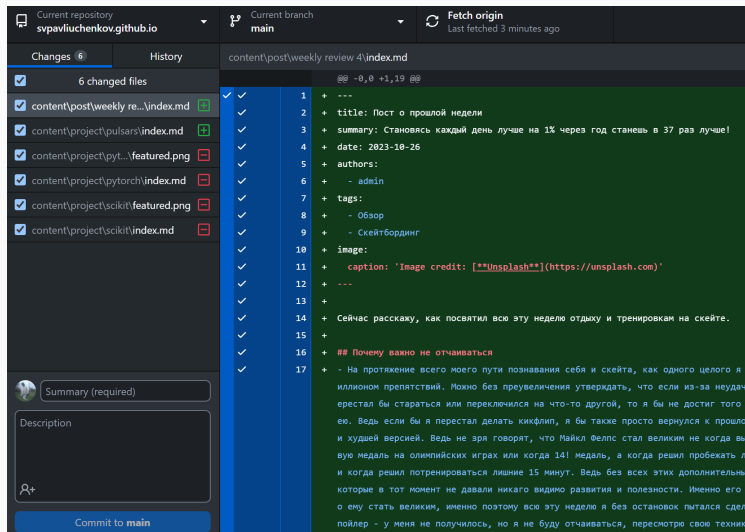 Current repository
svpavliuchenkov.github.io
Current branch
main
Fetch origin
Last fetched 3 minutes ago
Changes 6
History
content\post\weekly review 4\index.md
6 changed files
content\post\weekly re...\index.md
content\project\pulsars\index.md
content\project\pyt...\featured.png
content\project\pytorch\index.md
content\project\scikit\featured.png
content\project\scikit\index.md
@@ -0,0 +1,19 @@
1 + ---
2 + title: Пост о прошлой недели
3 + summary: Становясь каждый день лучше на 1% через год станешь в 37 раз лучше!
4 + date: 2023-10-26
5 + authors:
6 + - admin
7 + tags:
8 + - Обзор
9 + - Скейтбординг
10 + image:
11 + caption: 'Image credit: [**Unsplash**](https://unsplash.com)'
12 + ---
13 +
14 + Сейчас расскажу, как посвятил всю эту неделю отдыху и тренировкам на скейте.
15 +
16 + ## Почему важно не отчаиваться
17 + - На протяжение всего моего пути познавания себя и скейта, как одного целого я
иллионом препятствий. Можно без преувеличения утверждать, что если из-за неудач
ерестал бы стараться или переключился на что-то другой, то я бы не достиг того
ею. Ведь если бы я перестал делать кикфлип, я бы также просто вернулся к прошло
и худшей версией. Ведь не зря говорят, что Майкл Фелпс стал великим не когда вы
вую медаль на олимпийских играх или когда 14! медаль, а когда решил пробежать л
и когда решил потренироваться лишние 15 минут. Ведь без всех этих дополнительны
которые в тот момент не давали никаго видимо развития и полезности. Именно его
о ему стать великим, именно поэтому всю эту неделю я без остановок пытался сдел
пойлер - у меня не получилось, но я не буду отчаиваться, пересмотрю свою техник
Summary (required)
Description
Commit to main